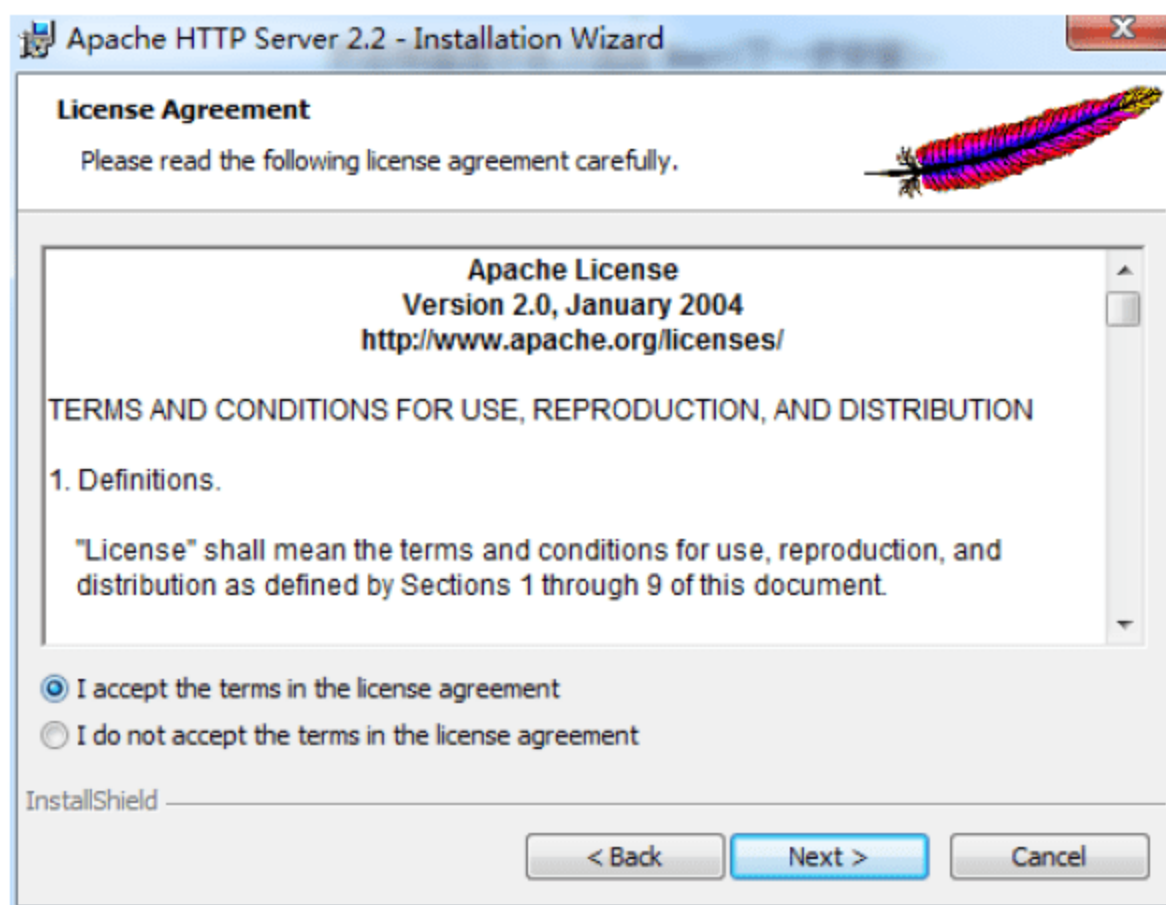 Apache HTTP Server 2.2 - Installation Wizard
License Agreement
Please read the following license agreement carefully.
Apache License
Version 2.0, January 2004
http://www.apache.org/licenses/
TERMS AND CONDITIONS FOR USE, REPRODUCTION, AND DISTRIBUTION
1. Definitions.
"License" shall mean the terms and conditions for use, reproduction, and
distribution as defined by Sections 1 through 9 of this document.
I accept the terms in the license agreement
I do not accept the terms in the license agreement
InstallShield
< Back Next > Cancel